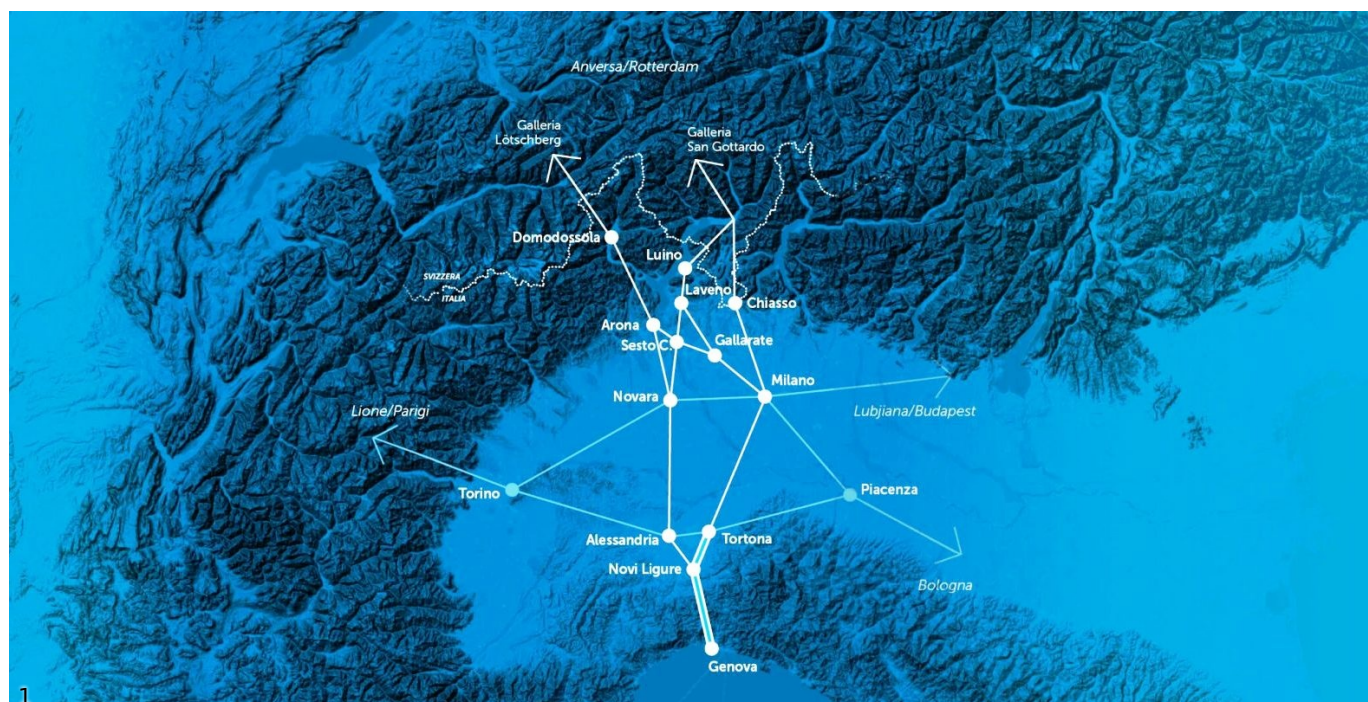 Anversa/Rotterdam
Galleria
Lötschberg
Galleria
San Gottardo
Domodossola
Luino
SVIZZERA
ITALIA
Laveno
Chiasso
Arona
Sesto C.
Gallarate
Milano
Novara
Lione/Parigi
Lubjiana/Budapest
Torino
Piacenza
Alessandria
Tortona
Novi Ligure
Bologna
Genova
1